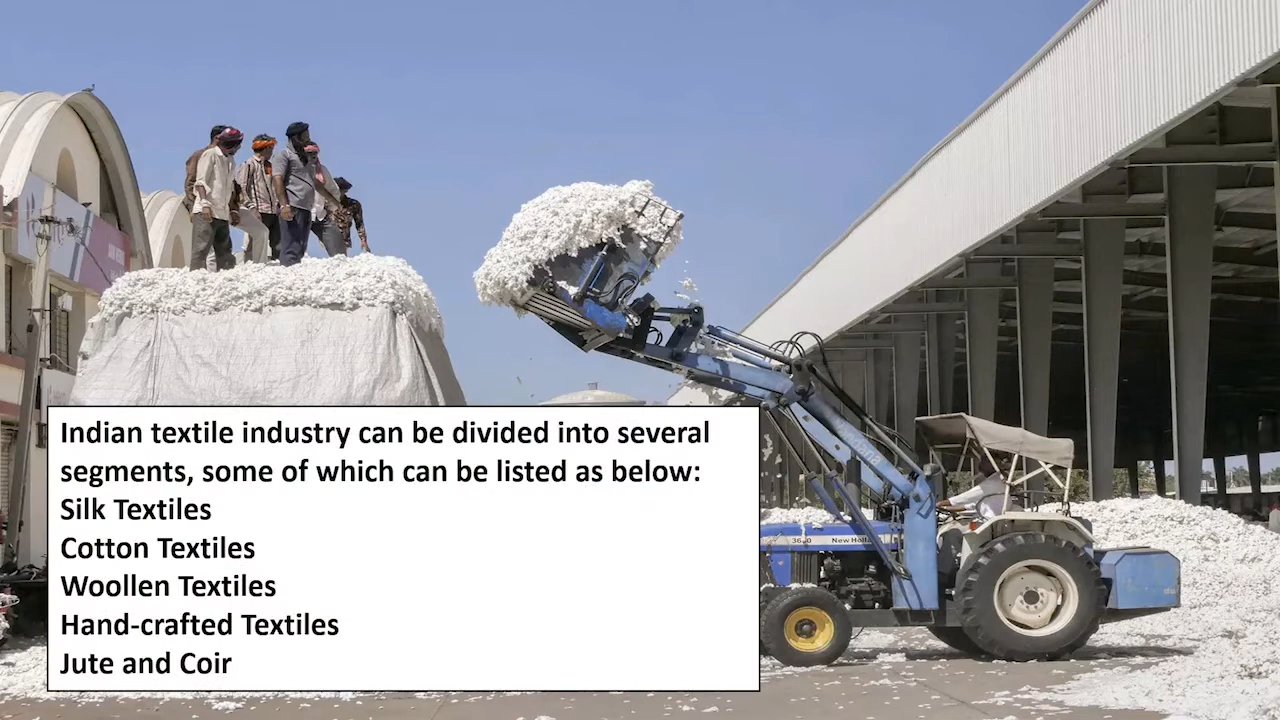 Indian textile industry can be divided into several
segments, some of which can be listed as below:
Silk Textiles
Cotton Textiles
Woollen Textiles
Hand-crafted Textiles
Jute and Coir
New Holl